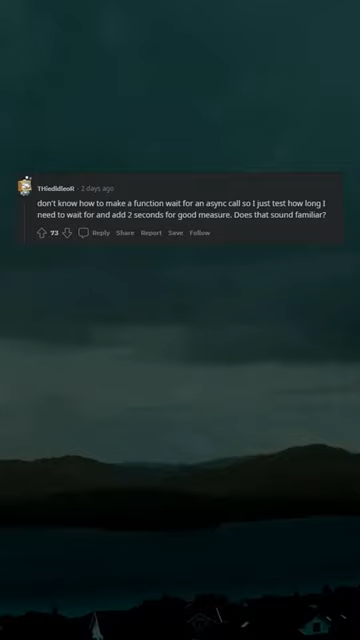 THiedidleoR · 2 days ago
don't know how to make a function wait for an async call so I just test how long I
need to wait for and add 2 seconds for good measure. Does that sound familiar?
73 Reply Share Report Save Follow